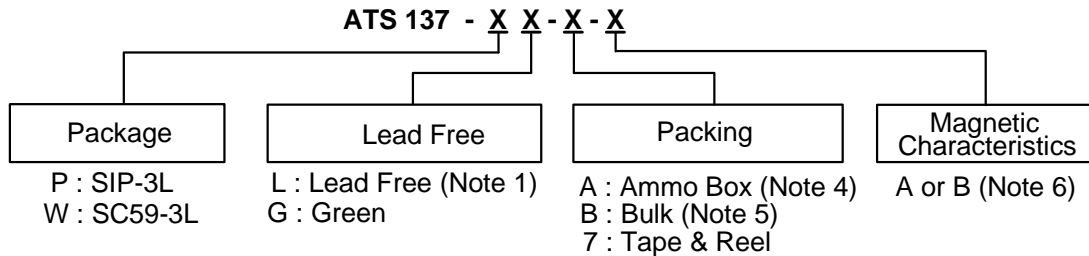 ATS 137 - X X - X - X
Package
Lead Free
Packing
Magnetic
Characteristics
P : SIP-3L
W : SC59-3L
L : Lead Free (Note 1)
G : Green
A : Ammo Box (Note 4)
B : Bulk (Note 5)
7 : Tape & Reel
A or B (Note 6)